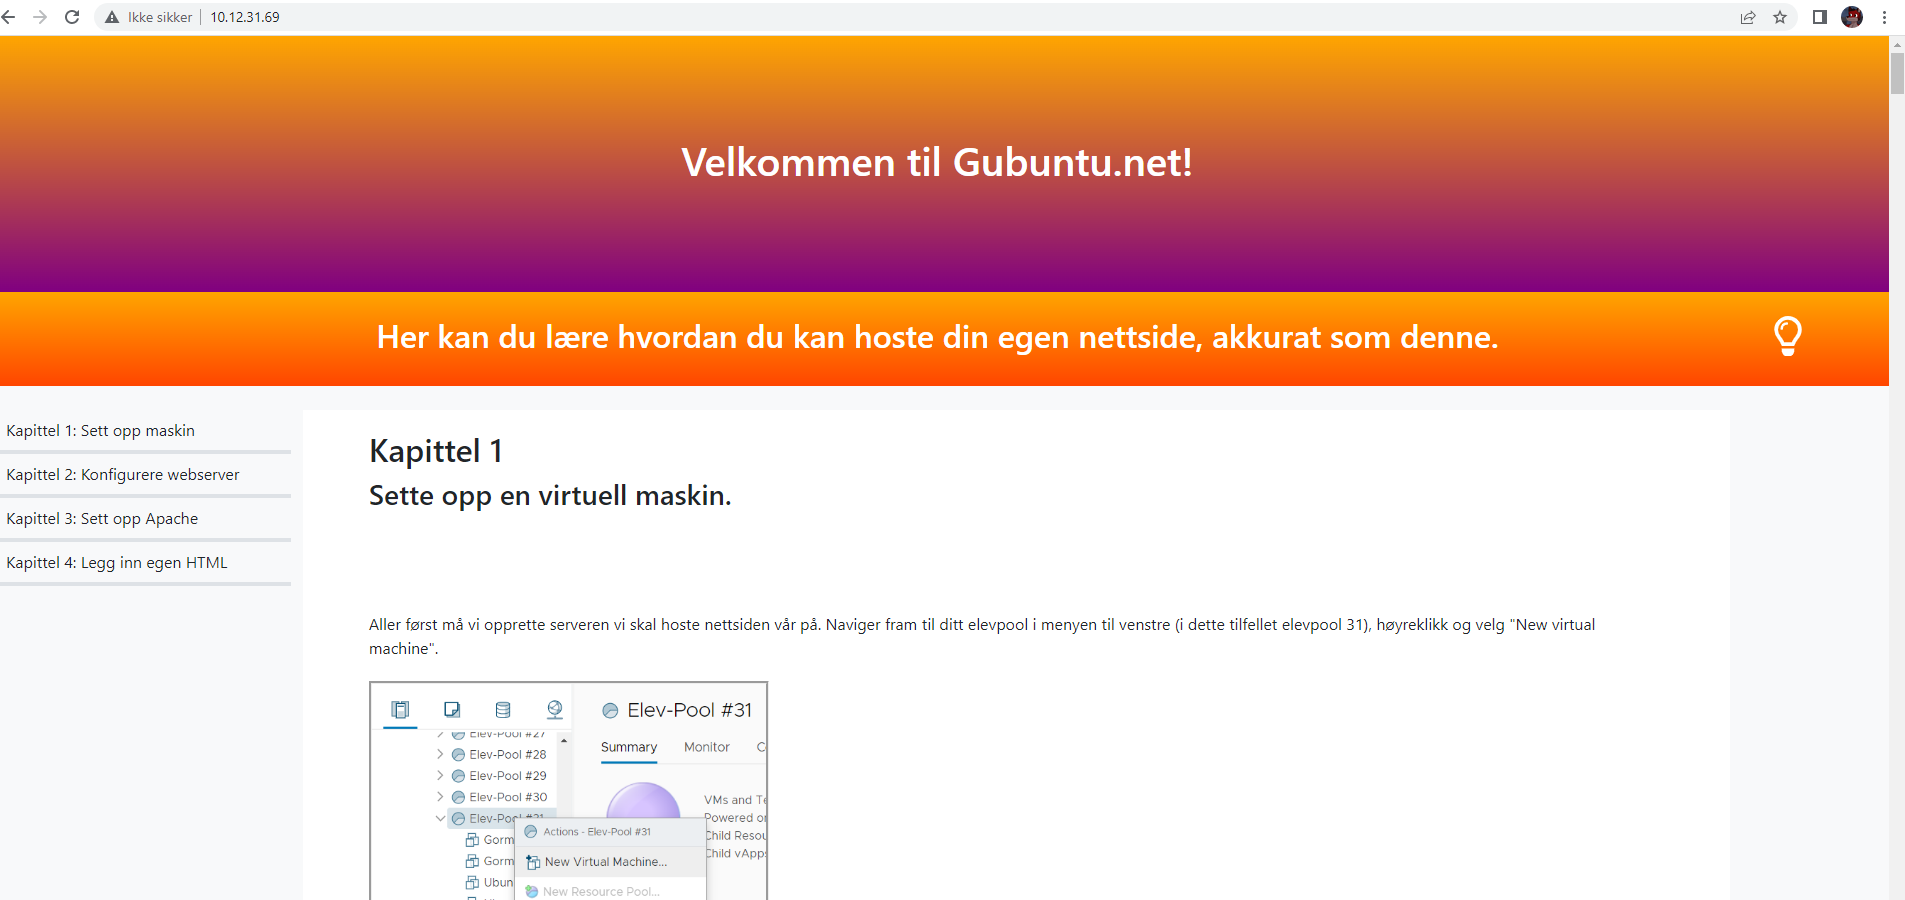 Ikke sikker
10.12.31.69
Velkommen til Gubuntu.net!
Her kan du lære hvordan du kan hoste din egen nettside, akkurat som denne.
Kapittel 1: Sett opp maskin
Kapittel 2: Konfigurere webserver
Kapittel 3: Sett opp Apache
Kapittel 4: Legg inn egen HTML
Kapittel 1
Sette opp en virtuell maskin.
Aller først må vi opprette serveren vi skal hoste nettsiden vår på. Naviger fram til ditt elevpool i menyen til venstre (i dette tilfellet elevpool 31), høyreklikk og velg "New virtual
machine".
Elev-Pool #27
Elev-Pool #28
Elev-Pool #29
Elev-Pool #30
Elev-Pool #31
Gorm
Gorm
Ubun
Elev-Pool #31
Summary
Monitor
C
VMs and Te
Powered o
Child Resou
Child vApp
Actions - Elev-Pool #31
New Virtual Machine...
New Resource Pool...